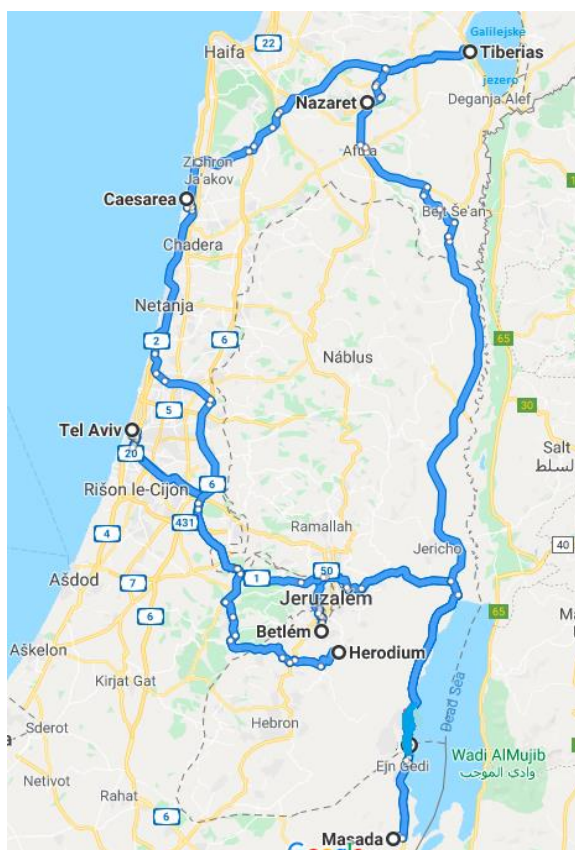 Galilejské
22
Tiberias
Haifa
jezero
Nazaret
Deganja Alef
Afula
Zichron
Ja'akov
Caesarea
Bejt Še'an
Chadera
Netanja
2
6
65
Náblus
5
30
Tel Aviv
20
Salt
السلط
Rišon le-Cijon
6
431
4
Ramallah
Jericho
40
Ašdod
7
1
50
Jeruzalém
6
65
Betlém
Herodium
Aškelon
Kirjat Gat
Dead Sea
Hebron
Sderot
Ejn Gedi
Wadi AlMujib
وادي الموجب
Netivot
Rahat
6
Masada
Google